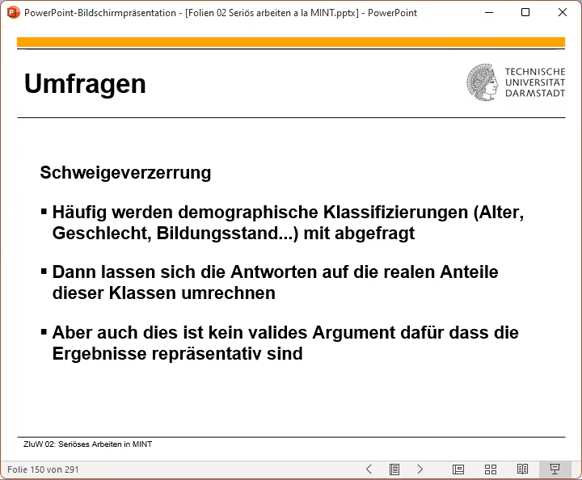 PowerPoint-Bildschirmpräsentation - [Folien 02 Seriös arbeiten a la MINT.pptx] - PowerPoint
Umfragen
TECHNISCHE
UNIVERSITÄT
DARMSTADT
Schweigeverzerrung
▪ Häufig werden demographische Klassifizierungen (Alter,
Geschlecht, Bildungsstand...) mit abgefragt
▪ Dann lassen sich die Antworten auf die realen Anteile
dieser Klassen umrechnen
▪ Aber auch dies ist kein valides Argument dafür dass die
Ergebnisse repräsentativ sind
ZIuW 02: Seriöses Arbeiten in MINT
Folie 150 von 291